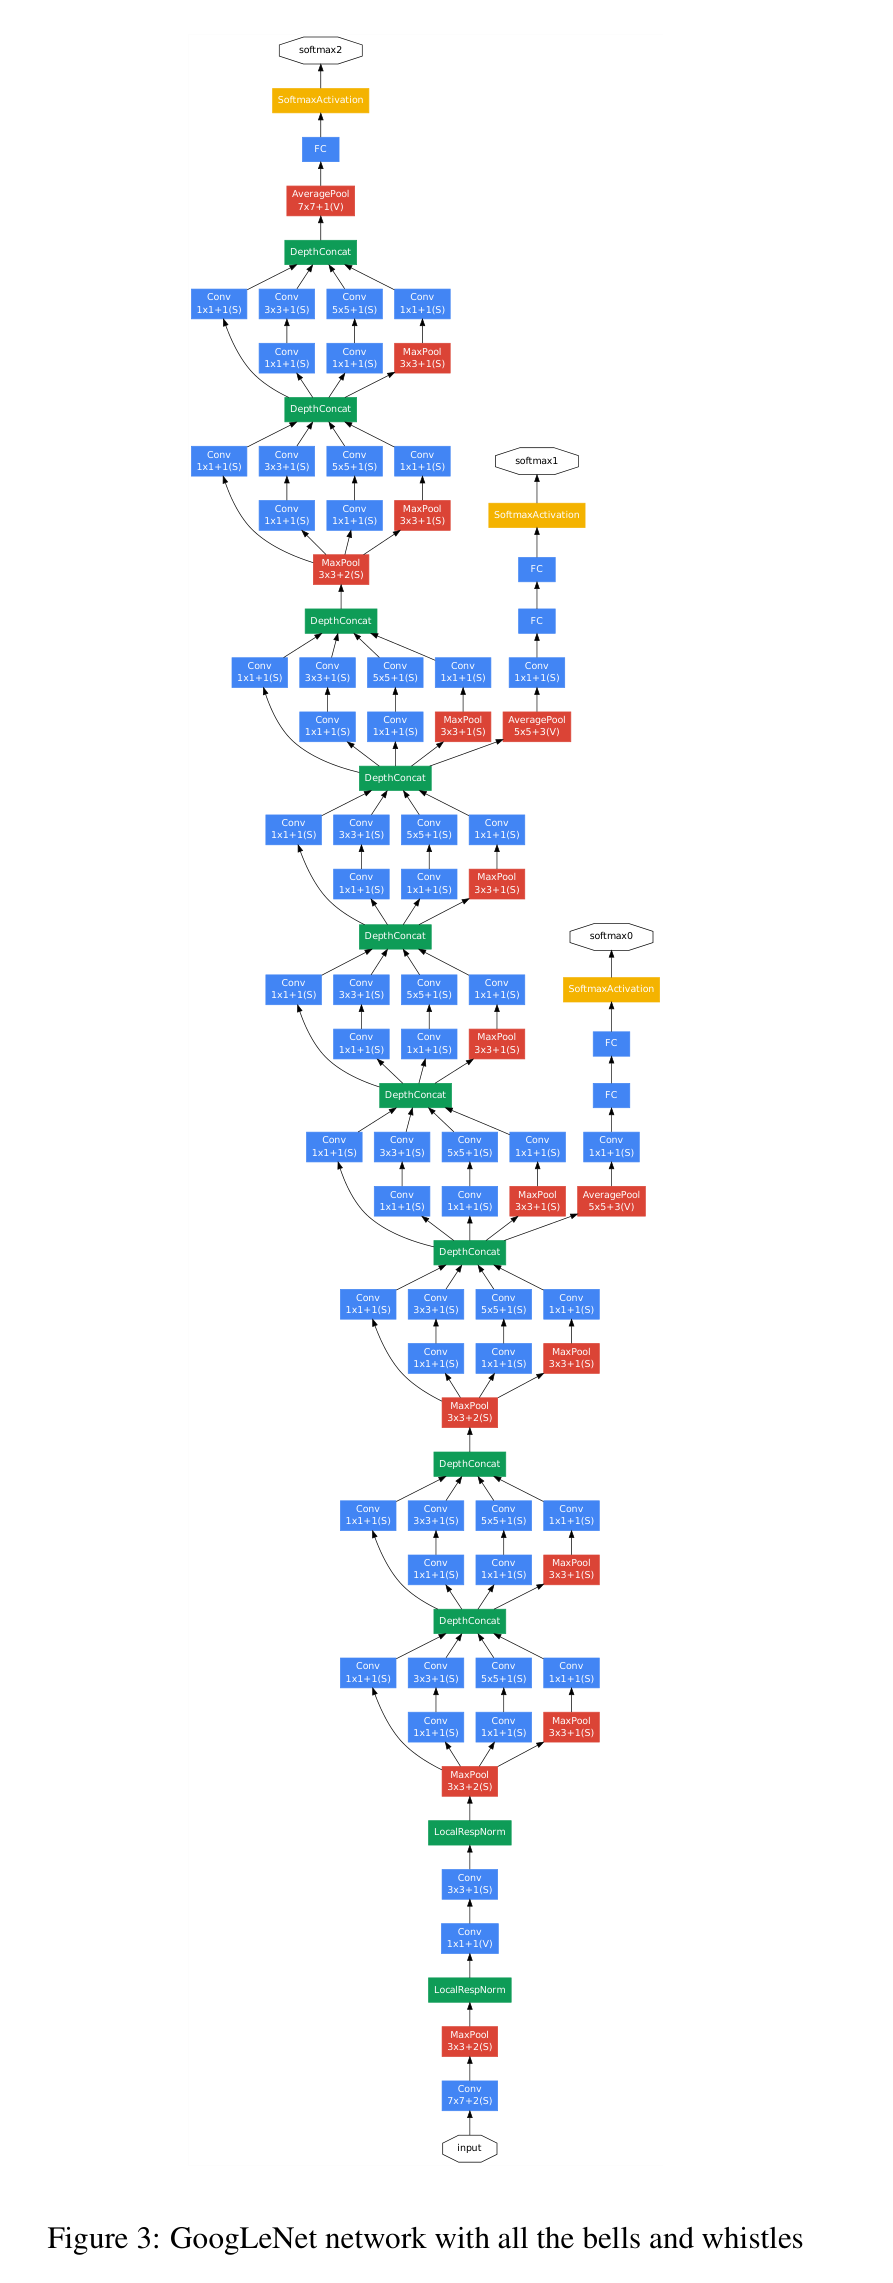 softmax2
SoftmaxActivation
FC
AveragePool
7x7+1(V)
DepthConcat
Conv Conv Conv Conv
1x1+1(S) 3x3+1(S) 5x5+1(S) 1x1+1(S)
Conv Conv MaxPool
1x1+1(S) 1x1+1(S) 3x3+1(S)
DepthConcat
Conv Conv Conv Conv
1x1+1(S) 3x3+1(S) 5x5+1(S) 1x1+1(S)
softmax1
Conv Conv MaxPool
1x1+1(S) 1x1+1(S) 3x3+1(S)
SoftmaxActivation
MaxPool
3x3+2(S)
FC
DepthConcat
FC
Conv Conv Conv Conv Conv
1x1+1(S) 3x3+1(S) 5x5+1(S) 1x1+1(S) 1x1+1(S)
Conv Conv MaxPool AveragePool
1x1+1(S) 1x1+1(S) 3x3+1(S) 5x5+3(V)
DepthConcat
Conv Conv Conv Conv
1x1+1(S) 3x3+1(S) 5x5+1(S) 1x1+1(S)
Conv Conv MaxPool
1x1+1(S) 1x1+1(S) 3x3+1(S)
DepthConcat
softmax0
Conv Conv Conv Conv
1x1+1(S) 3x3+1(S) 5x5+1(S) 1x1+1(S)
SoftmaxActivation
Conv Conv MaxPool
1x1+1(S) 1x1+1(S) 3x3+1(S)
FC
DepthConcat
FC
Conv Conv Conv Conv Conv
1x1+1(S) 3x3+1(S) 5x5+1(S) 1x1+1(S) 1x1+1(S)
Conv Conv MaxPool AveragePool
1x1+1(S) 1x1+1(S) 3x3+1(S) 5x5+3(V)
DepthConcat
Conv Conv Conv Conv
1x1+1(S) 3x3+1(S) 5x5+1(S) 1x1+1(S)
Conv Conv MaxPool
1x1+1(S) 1x1+1(S) 3x3+1(S)
MaxPool
3x3+2(S)
DepthConcat
Conv Conv Conv Conv
1x1+1(S) 3x3+1(S) 5x5+1(S) 1x1+1(S)
Conv Conv MaxPool
1x1+1(S) 1x1+1(S) 3x3+1(S)
DepthConcat
Conv Conv Conv Conv
1x1+1(S) 3x3+1(S) 5x5+1(S) 1x1+1(S)
Conv Conv MaxPool
1x1+1(S) 1x1+1(S) 3x3+1(S)
MaxPool
3x3+2(S)
LocalRespNorm
Conv
3x3+1(S)
Conv
1x1+1(V)
LocalRespNorm
MaxPool
3x3+2(S)
Conv
7x7+2(S)
input
Figure 3: GoogLeNet network with all the bells and whistles